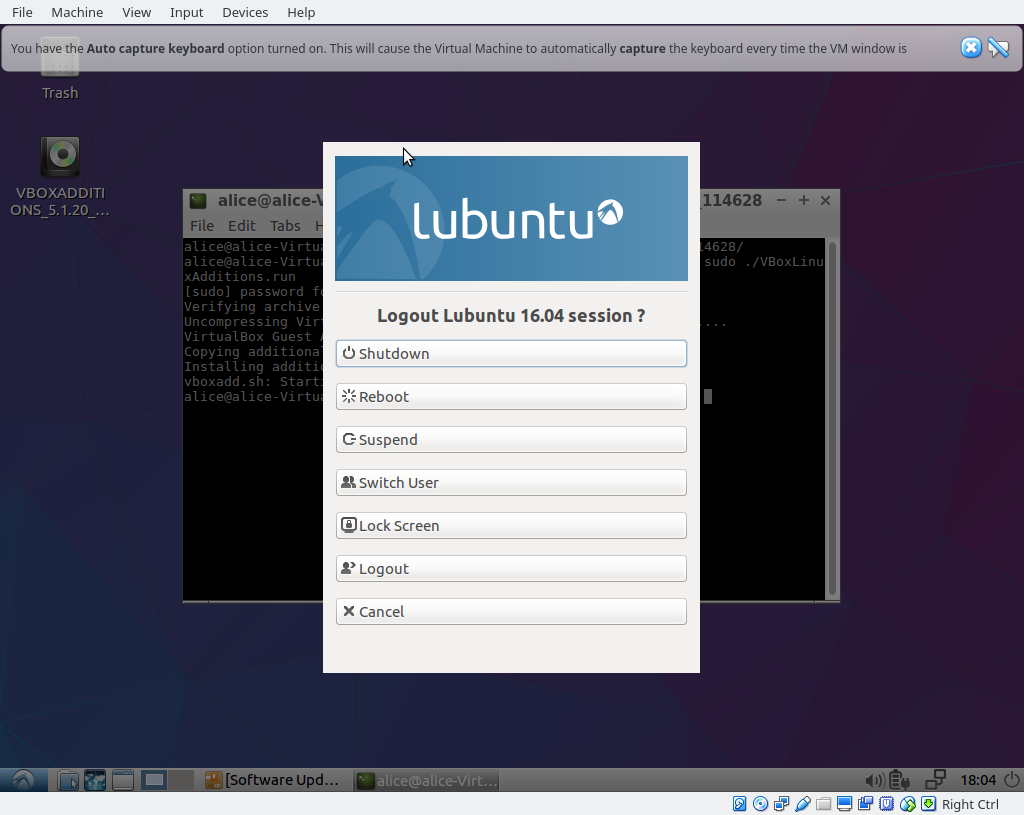 File Machine View Input Devices Help
You have the Auto capture keyboard option turned on. This will cause the Virtual Machine to automatically capture the keyboard every time the VM window is
Trash
VBOXADDITI
ONS_5.1.20_...
alice@alice-V
_114628
File Edit Tabs H
alice@alice-Virtua
14628/
alice@alice-Virtua
sudo ./VBoxLinu
xAdditions.run
[sudo] password fo
Verifying archive
Uncompressing Virt
....
VirtualBox Guest A
Copying additional
Installing additio
vboxadd.sh: Starti
alice@alice-Virtua
lubuntu
Logout Lubuntu 16.04 session ?
Shutdown
Reboot
Suspend
Switch User
Lock Screen
Logout
Cancel
[Software Upd... alice@alice-Virt... 18:04
Right Ctrl